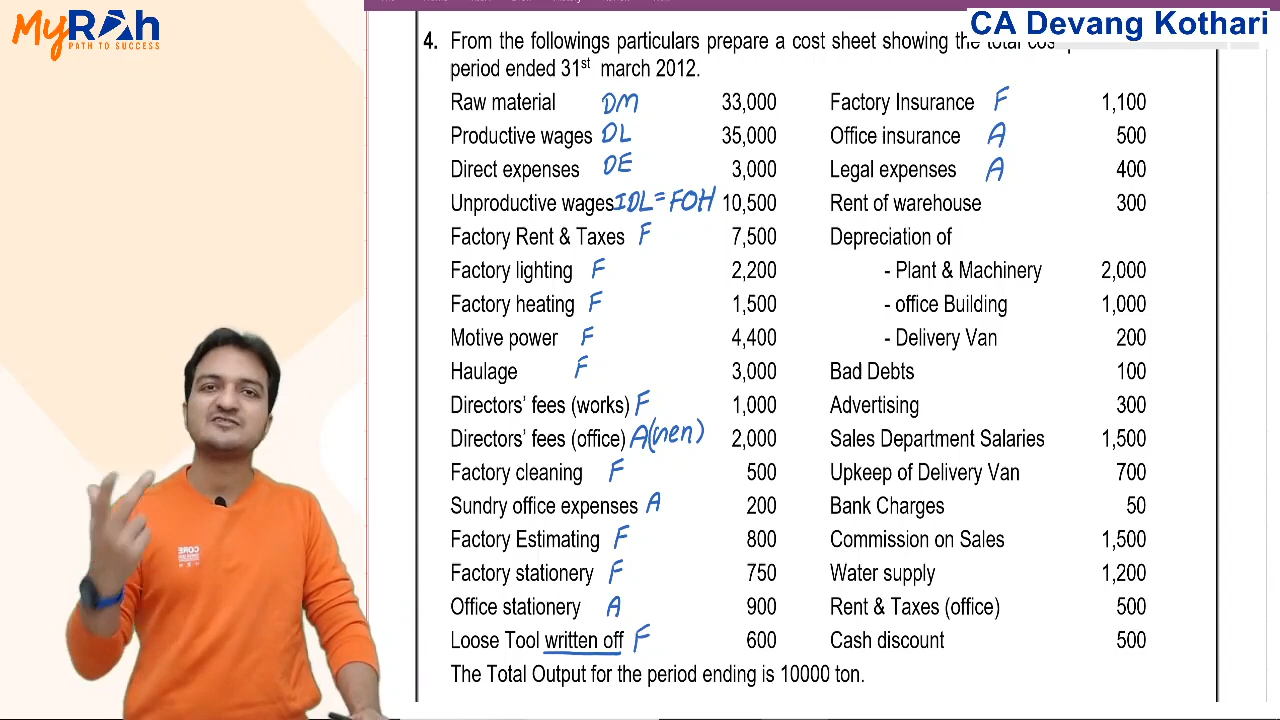 MyRAh
PATH TO SUCCESS
CA Devang Kothari
4. From the followings particulars prepare a cost sheet showing the total
period ended 31st march 2012.
Raw material DM 33,000 Factory Insurance F 1,100
Productive wages DL 35,000 Office insurance A 500
Direct expenses DE 3,000 Legal expenses A 400
Unproductive wages IDL = FOH 10,500 Rent of warehouse 300
Factory Rent & Taxes F 7,500 Depreciation of
Factory lighting F 2,200 - Plant & Machinery 2,000
Factory heating F 1,500 - office Building 1,000
Motive power F 4,400 - Delivery Van 200
Haulage F 3,000 Bad Debts 100
Directors' fees (works) F 1,000 Advertising 300
Directors' fees (office) A(nen) 2,000 Sales Department Salaries 1,500
Factory cleaning F 500 Upkeep of Delivery Van 700
Sundry office expenses A 200 Bank Charges 50
Factory Estimating F 800 Commission on Sales 1,500
Factory stationery F 750 Water supply 1,200
Office stationery A 900 Rent & Taxes (office) 500
Loose Tool written off F 600 Cash discount 500
The Total Output for the period ending is 10000 ton.